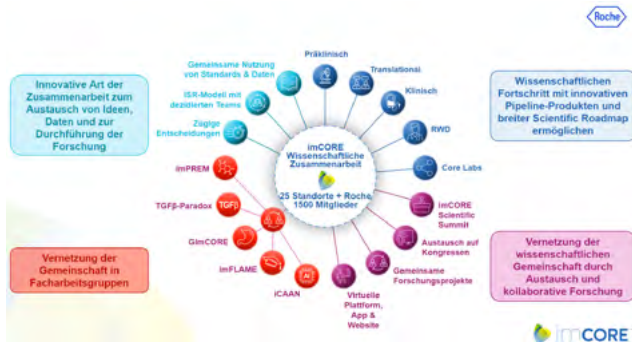 Roche
Innovative Art der
Zusammenarbeit zum
Austausch von Ideen,
Daten und zur
Durchführung der
Forschung
Gemeinsame Nutzung
von Standards & Daten
ISR-Modell mit
dedizierten Teams
Zügige
Entscheidungen
Präklinisch
Translational
Klinisch
RWD
Core Labs
Wissenschaftlichen
Fortschritt mit innovativen
Pipeline-Produkten und
breiter Scientific Roadmap
ermöglichen
imCORE
Wissenschaftliche
Zusammenarbeit
25 Standorte + Roche,
1500 Mitglieder
imPREM
TGFβ-Paradox
TGFβ
GImCORE
imFLAME
iCAAN
AI
Vernetzung der
Gemeinschaft in
Facharbeitsgruppen
imCORE
Scientific
Summit
Austausch auf
Kongressen
Gemeinsame
Forschungsprojekte
Virtuelle
Plattform,
App &
Website
Vernetzung der
wissenschaftlichen
Gemeinschaft durch
Austausch und
kollaborative Forschung
imCORE